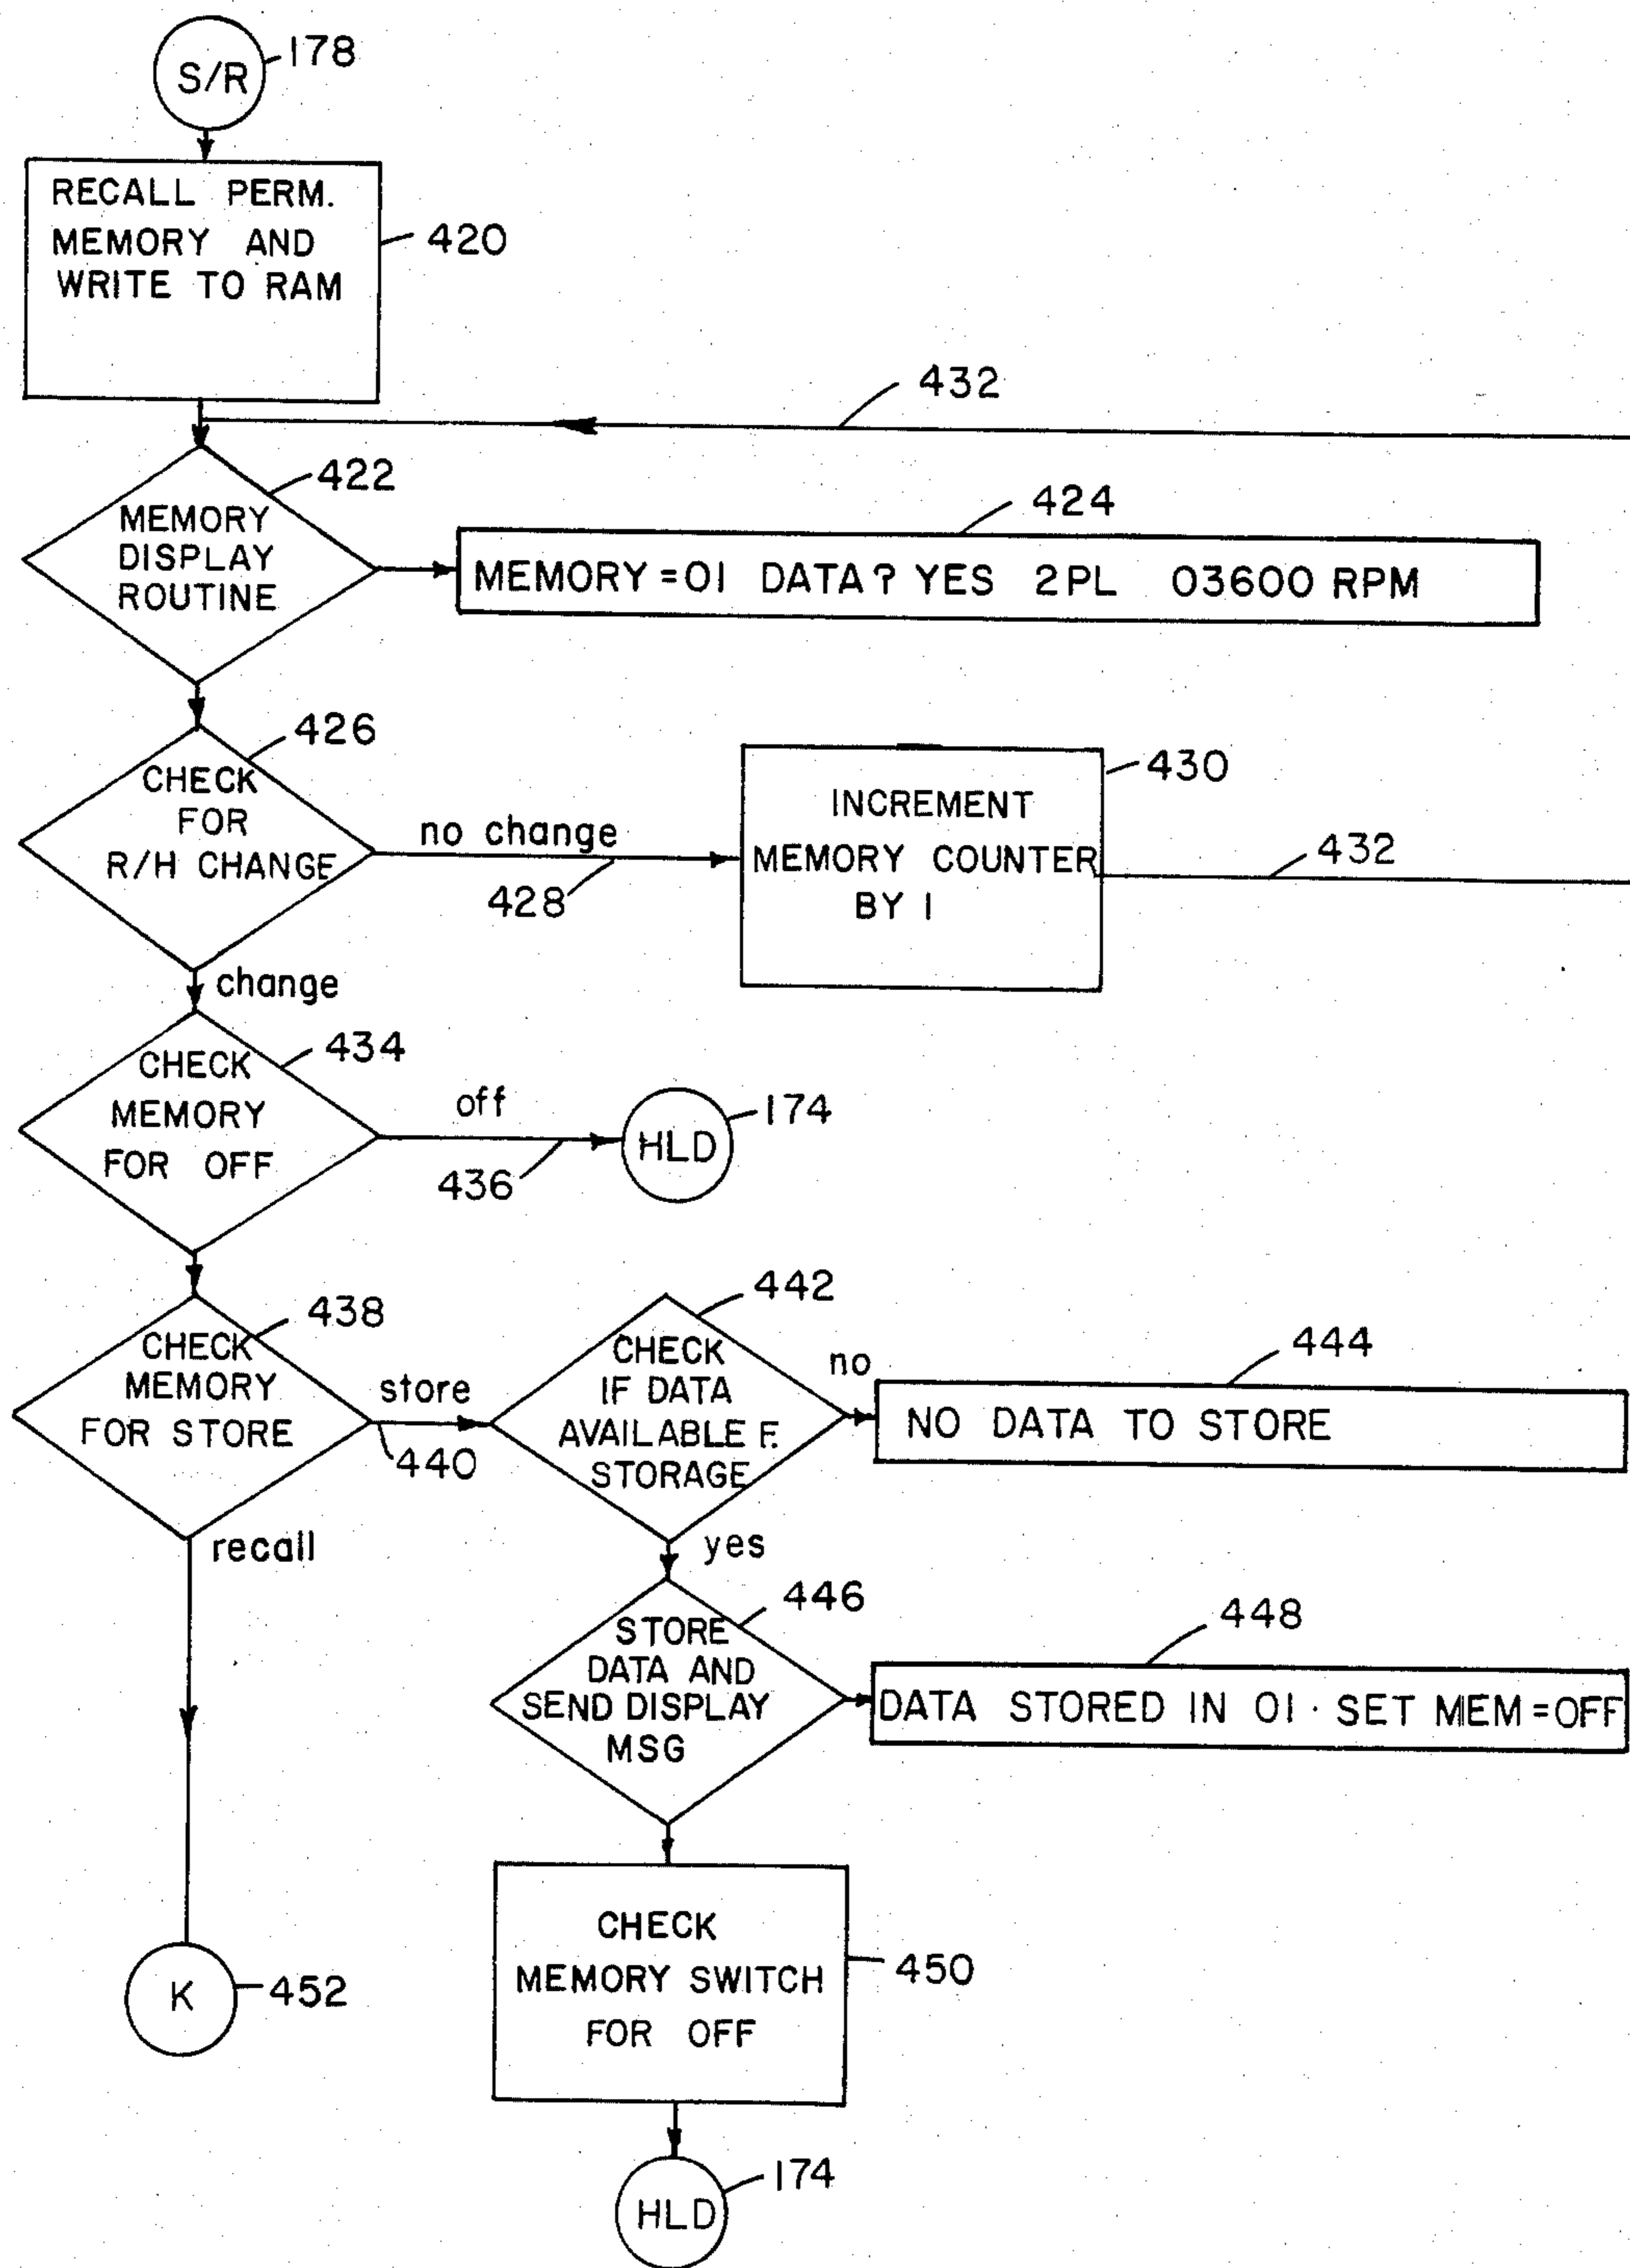 178
S/R
RECALL PERM.
MEMORY AND
WRITE TO RAM
420
432
422
MEMORY
DISPLAY
ROUTINE
424
MEMORY = 01 DATA? YES 2PL 03600 RPM
426
CHECK
FOR
R/H CHANGE
no change
428
430
INCREMENT
MEMORY COUNTER
BY 1
432
change
434
CHECK
MEMORY
FOR OFF
off
436
HLD
174
438
CHECK
MEMORY
FOR STORE
store
440
442
CHECK
IF DATA
AVAILABLE F.
STORAGE
no
444
NO DATA TO STORE
recall
yes
446
STORE
DATA AND
SEND DISPLAY
MSG
448
DATA STORED IN 01 · SET MEM = OFF
CHECK
MEMORY SWITCH
FOR OFF
450
K
452
174
HLD